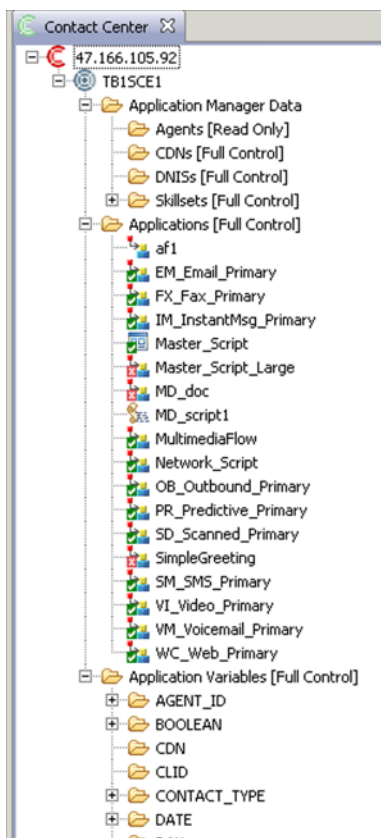 Contact Center
47.166.105.92
TB1SCE1
Application Manager Data
Agents [Read Only]
CDNs [Full Control]
DNISs [Full Control]
Skillsets [Full Control]
Applications [Full Control]
af1
EM_Email_Primary
FX_Fax_Primary
IM_InstantMsg_Primary
Master_Script
Master_Script_Large
MD_doc
MD_script1
MultimediaFlow
Network_Script
OB_Outbound_Primary
PR_Predictive_Primary
SD_Scanned_Primary
SimpleGreeting
SM_SMS_Primary
VI_Video_Primary
VM_Voicemail_Primary
WC_Web_Primary
Application Variables [Full Control]
AGENT_ID
BOOLEAN
CDN
CLID
CONTACT_TYPE
DATE